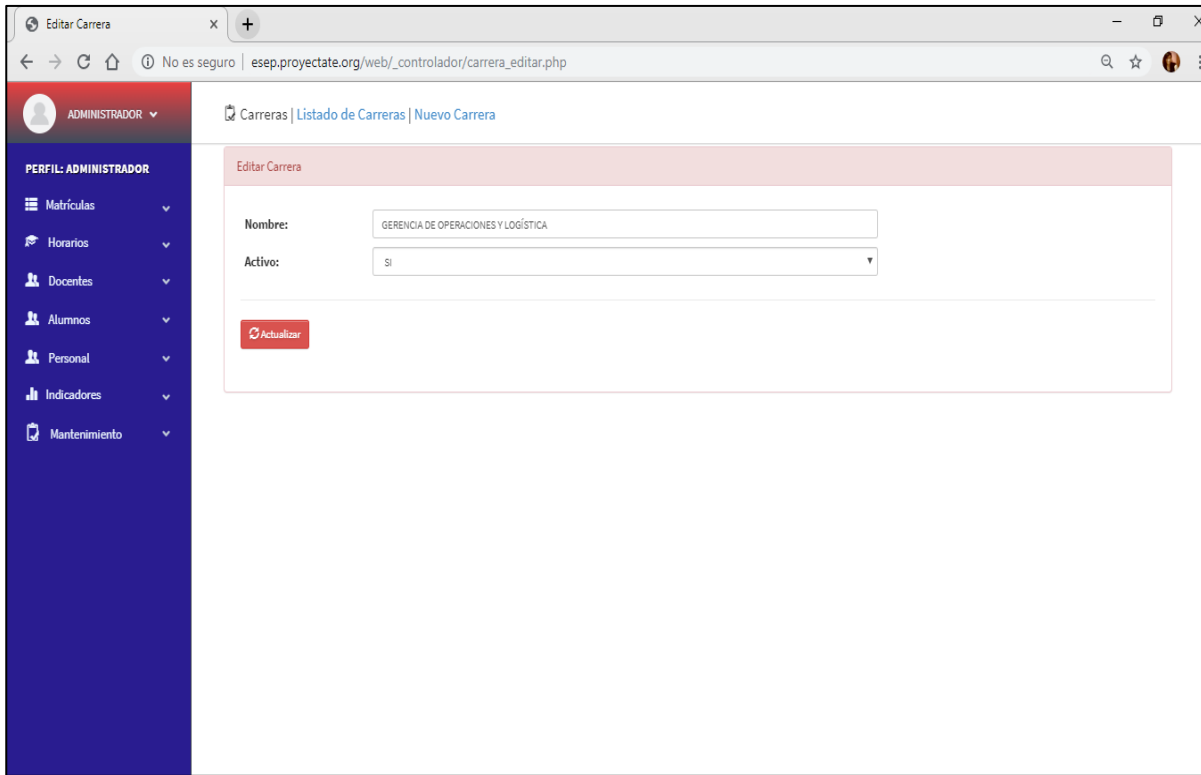 Editar Carrera
No es seguro | esep.proyectate.org/web/_controlador/carrera_editar.php
ADMINISTRADOR
Carreras | Listado de Carreras | Nuevo Carrera
PERFIL: ADMINISTRADOR
Matrículas
Horarios
Docentes
Alumnos
Personal
Indicadores
Mantenimiento
Editar Carrera
Nombre: GERENCIA DE OPERACIONES Y LOGÍSTICA
Activo: SI
Actualizar